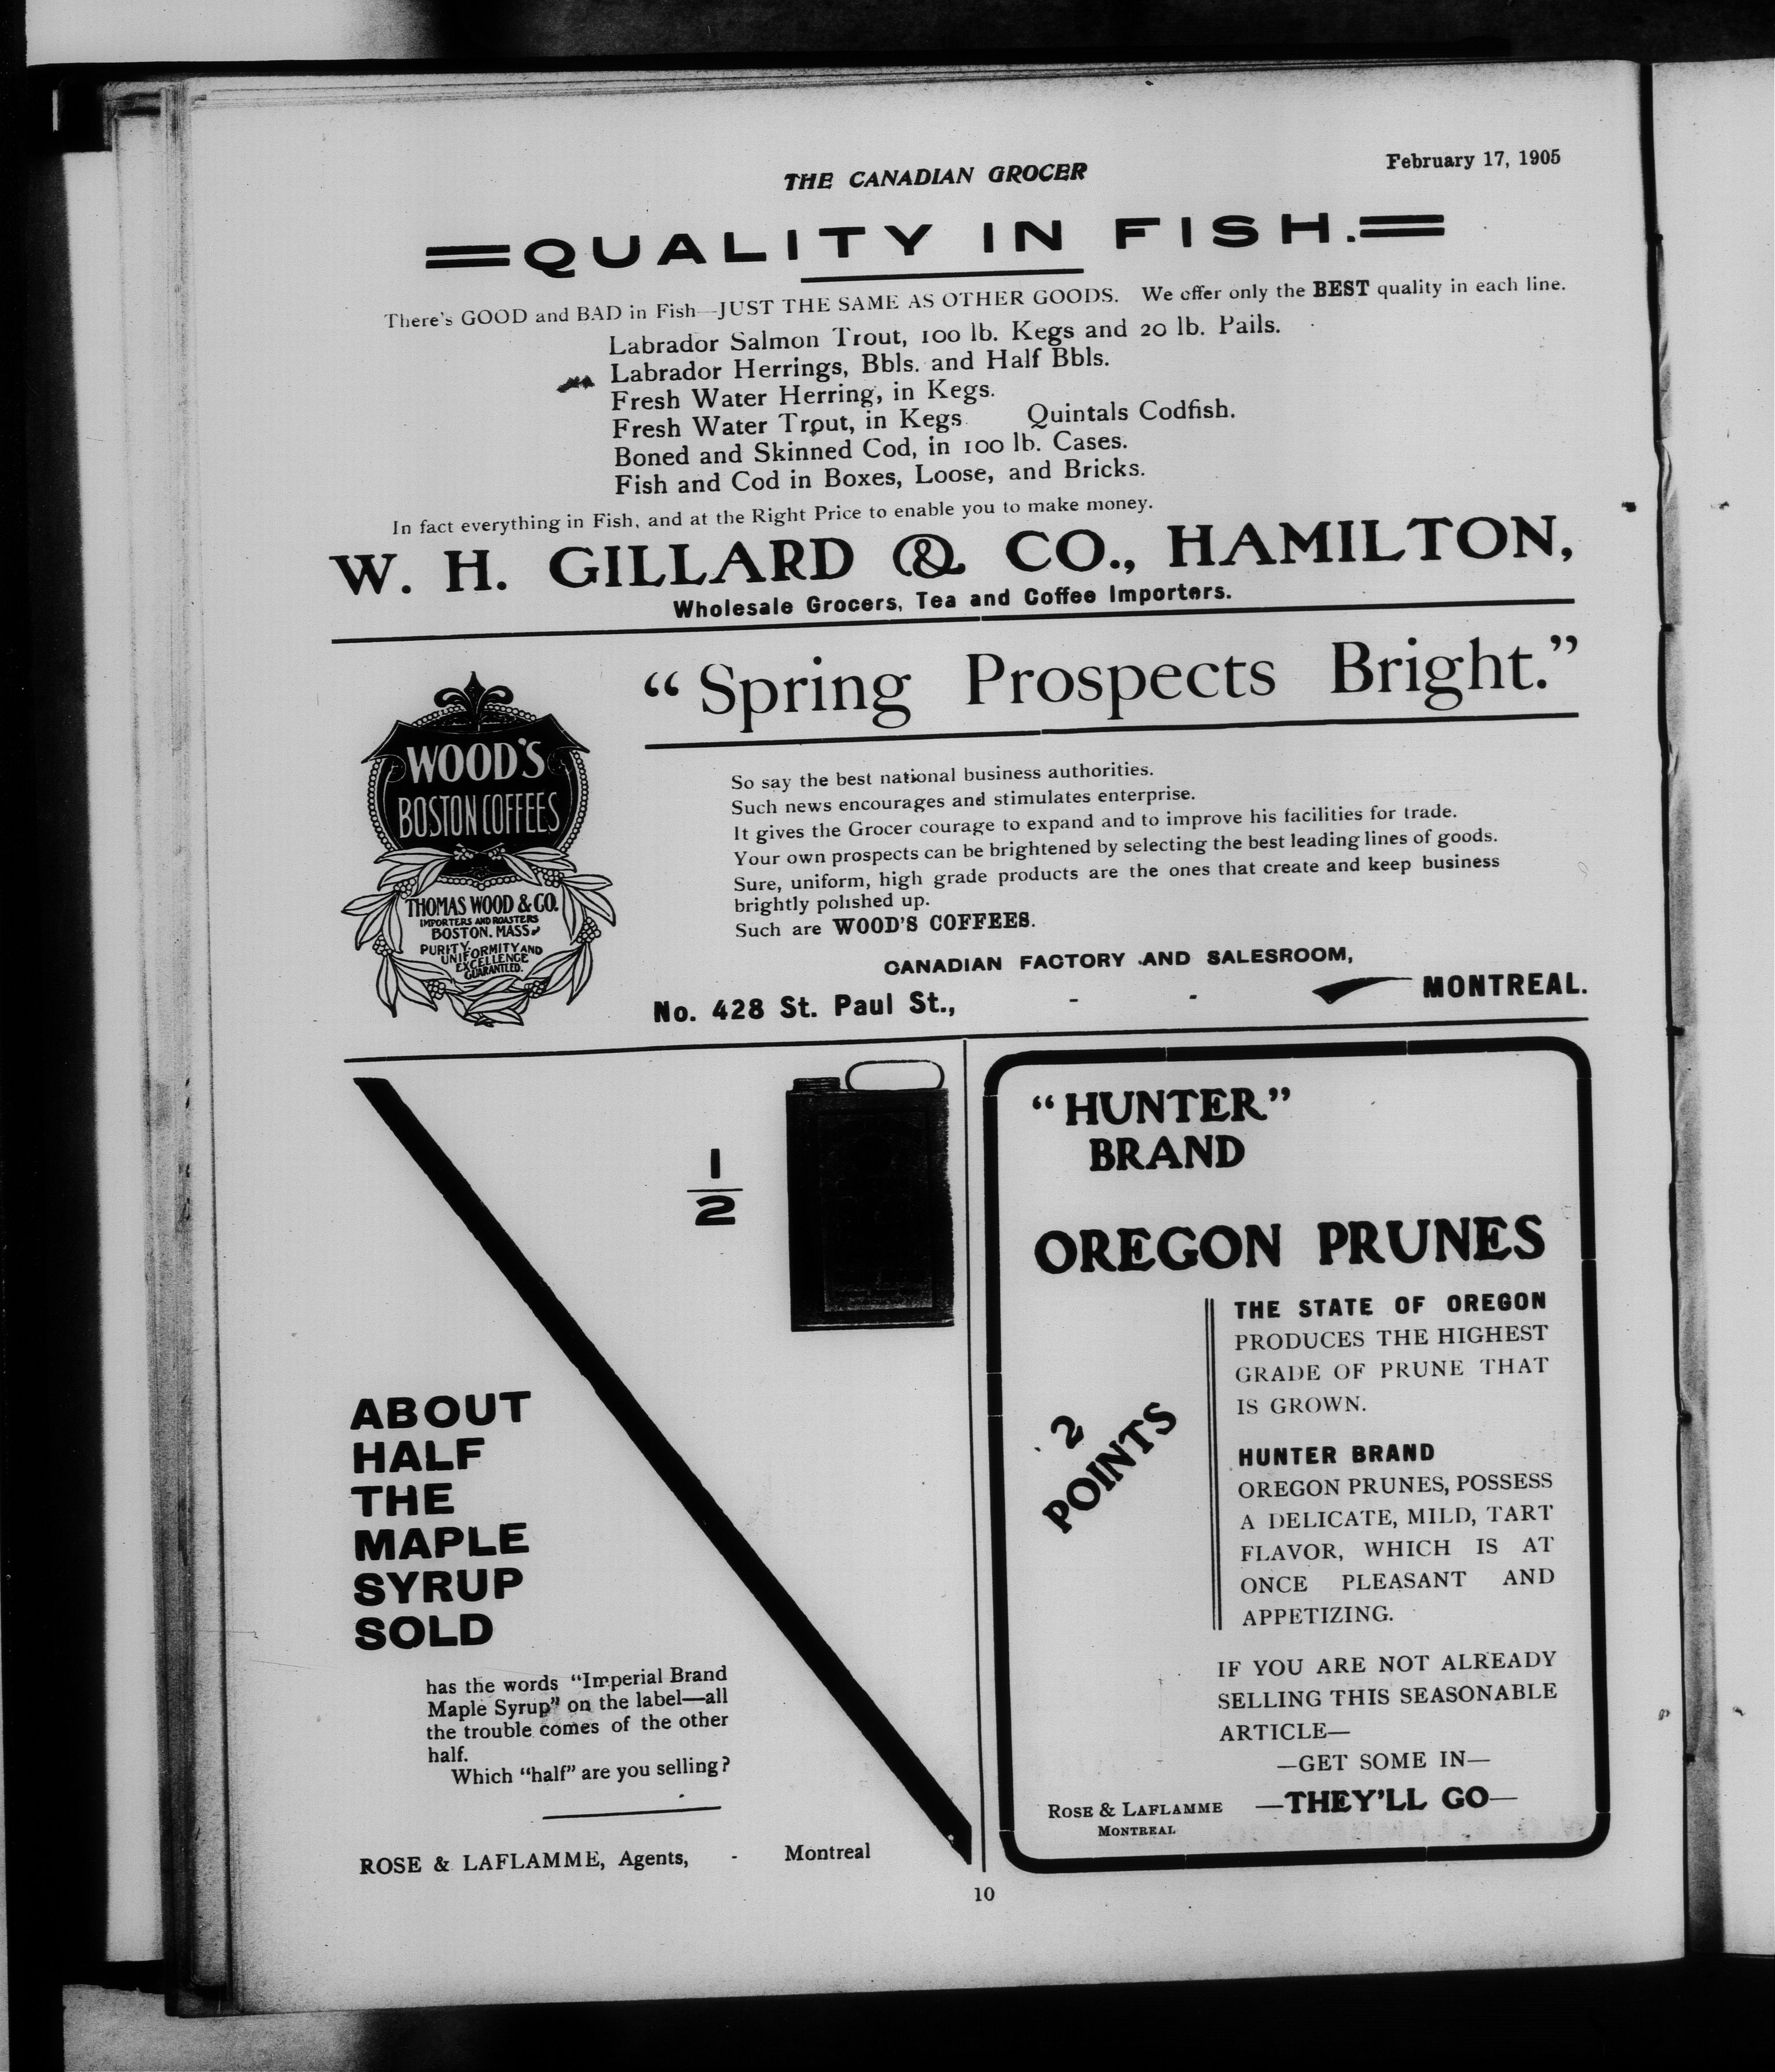 THE CANADIAN GROCER
February 17, 1905
QUALITY IN FISH.
There's GOOD and BAD in Fish—JUST THE SAME AS OTHER GOODS. We offer only the BEST quality in each line.
Labrador Salmon Trout, 100 lb. Kegs and 20 lb. Pails.
Labrador Herrings, Bbls. and Half Bbls.
Fresh Water Herring, in Kegs.
Fresh Water Trout, in Kegs. Quintals Codfish.
Boned and Skinned Cod, in 100 lb. Cases.
Fish and Cod in Boxes, Loose, and Bricks.
In fact everything in Fish, and at the Right Price to enable you to make money.
W. H. GILLARD & CO., HAMILTON,
Wholesale Grocers, Tea and Coffee Importers.
WOOD'S
BOSTON COFFEES
THOMAS WOOD & CO.
IMPORTERS AND ROASTERS
BOSTON, MASS.
PURITY, UNIFORMITY AND
EXCELLENCE
GUARANTEED.
"Spring Prospects Bright."
So say the best national business authorities.
Such news encourages and stimulates enterprise.
It gives the Grocer courage to expand and to improve his facilities for trade.
Your own prospects can be brightened by selecting the best leading lines of goods.
Sure, uniform, high grade products are the ones that create and keep business
brightly polished up.
Such are WOOD'S COFFEES.
CANADIAN FACTORY AND SALESROOM,
No. 428 St. Paul St., - - MONTREAL.
1/2
ABOUT
HALF
THE
MAPLE
SYRUP
SOLD
has the words "Imperial Brand
Maple Syrup" on the label—all
the trouble comes of the other
half.
Which "half" are you selling?
ROSE & LAFLAMME, Agents, - Montreal
"HUNTER"
BRAND
OREGON PRUNES
2
POINTS
THE STATE OF OREGON
PRODUCES THE HIGHEST
GRADE OF PRUNE THAT
IS GROWN.
HUNTER BRAND
OREGON PRUNES, POSSESS
A DELICATE, MILD, TART
FLAVOR, WHICH IS AT
ONCE PLEASANT AND
APPETIZING.
IF YOU ARE NOT ALREADY
SELLING THIS SEASONABLE
ARTICLE—
—GET SOME IN—
—THEY'LL GO—
ROSE & LAFLAMME
MONTREAL
10